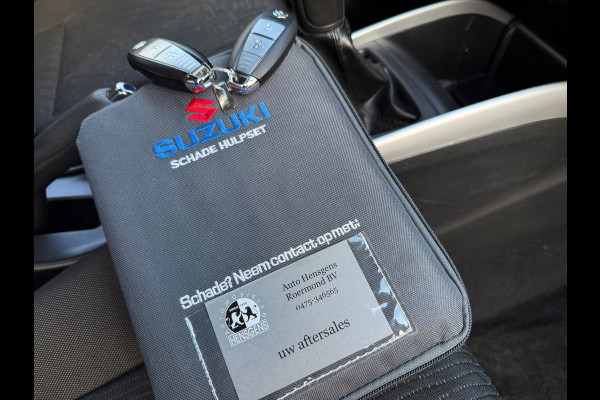 SUZUKI
SCHADE HULPSET
Schade? Neem contact op met:
Auto Hensgens
Roermond BV
0475-346565
HENSGENS
uw aftersales